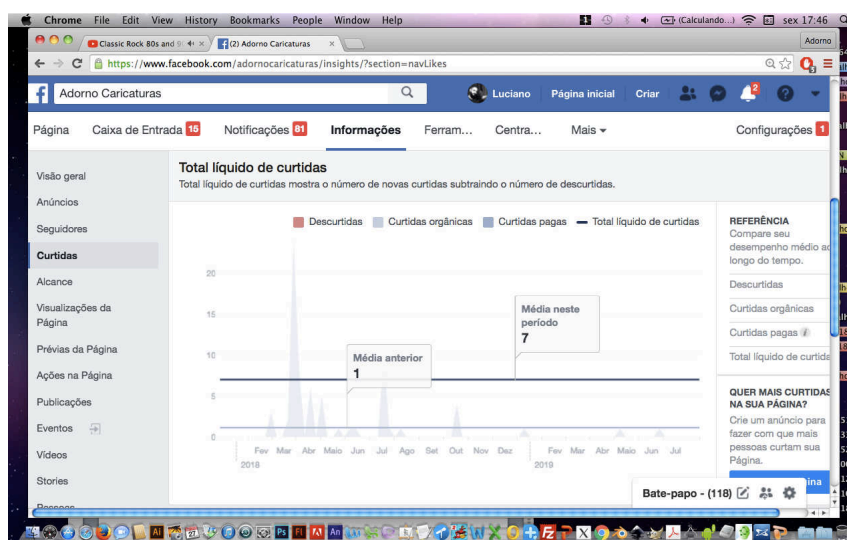 Chrome File Edit View History Bookmarks People Window Help
(Calculando...) sex 17:46
Classic Rock 80s and 9
(2) Adorno Caricaturas
Adorno
https://www.facebook.com/adornocaricaturas/insights/?section=navLikes
Adorno Caricaturas
Luciano Página inicial Criar 2
Página Caixa de Entrada 15 Notificações 81 Informações Ferram... Centra... Mais Configurações 1
Visão geral
Anúncios
Seguidores
Curtidas
Alcance
Visualizações da
Página
Prévias da Página
Ações na Página
Publicações
Eventos
Vídeos
Stories
Pessoas
Total líquido de curtidas
Total líquido de curtidas mostra o número de novas curtidas subtraindo o número de descurtidas.
Descurtidas Curtidas orgânicas Curtidas pagas Total líquido de curtidas
20
15
10
5
0
Média anterior
1
Média neste
período
7
Fev Mar Abr Maio Jun Jul Ago Set Out Nov Dez Fev Mar Abr Maio Jun Jul
2018 2019
REFERÊNCIA
Compare seu
desempenho médio ao
longo do tempo.
Descurtidas
Curtidas orgânicas
Curtidas pagas i
Total líquido de curtida
QUER MAIS CURTIDAS
NA SUA PÁGINA?
Crie um anúncio para
fazer com que mais
pessoas curtam sua
Página.
Bate-papo - (118)